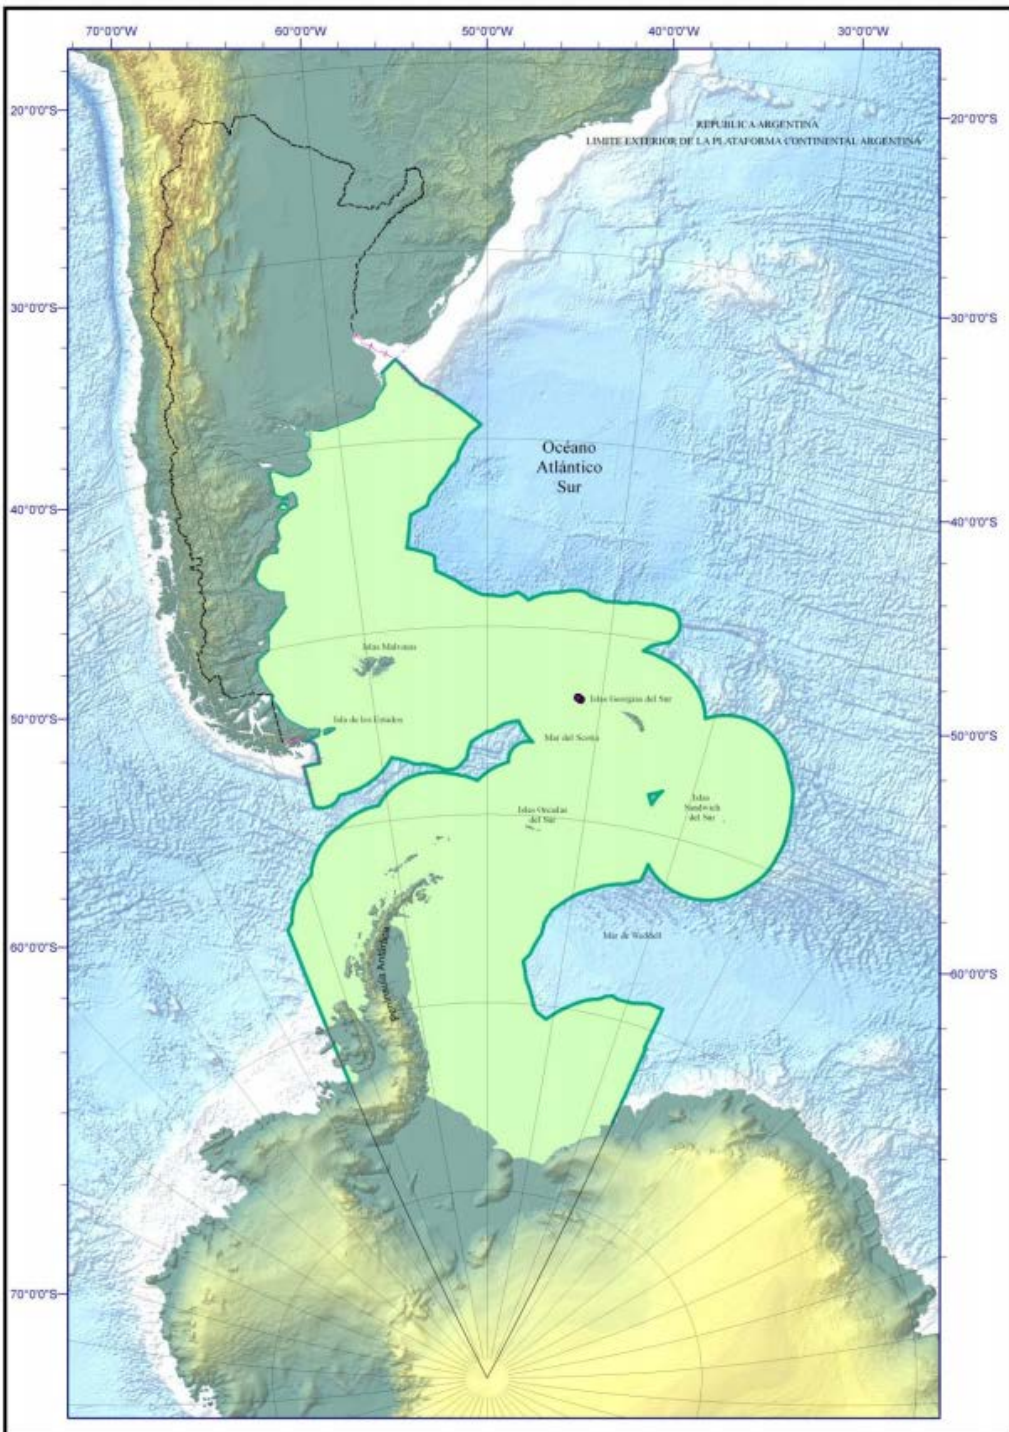 70°0'0"W
60°0'0"W
50°0'0"W
40°0'0"W
30°0'0"W
20°0'0"S
20°0'0"S
REPUBLICA ARGENTINA
LIMITE EXTERIOR DE LA PLATAFORMA CONTINENTAL ARGENTINA
30°0'0"S
30°0'0"S
Océano
Atlántico
Sur
40°0'0"S
40°0'0"S
Islas Malvinas
Islas Georgias del Sur
50°0'0"S
Isla de los Estados
Mar del Scotia
50°0'0"S
Islas Orcadas
del Sur
Islas
Sandwich
del Sur
Mar de Weddell
60°0'0"S
60°0'0"S
Península Antártica
70°0'0"S